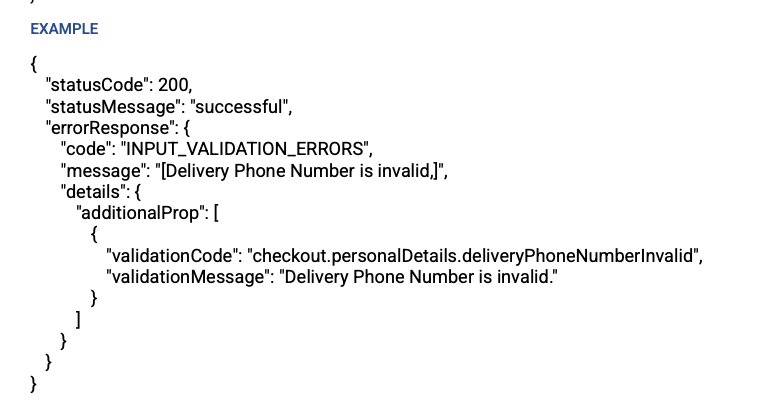 EXAMPLE
{
"statusCode": 200,
"statusMessage": "successful",
"errorResponse": {
"code": "INPUT_VALIDATION_ERRORS",
"message": "[Delivery Phone Number is invalid,]",
"details": {
"additionalProp": [
{
"validationCode": "checkout.personalDetails.deliveryPhoneNumberInvalid",
"validationMessage": "Delivery Phone Number is invalid."
}
]
}
}
}